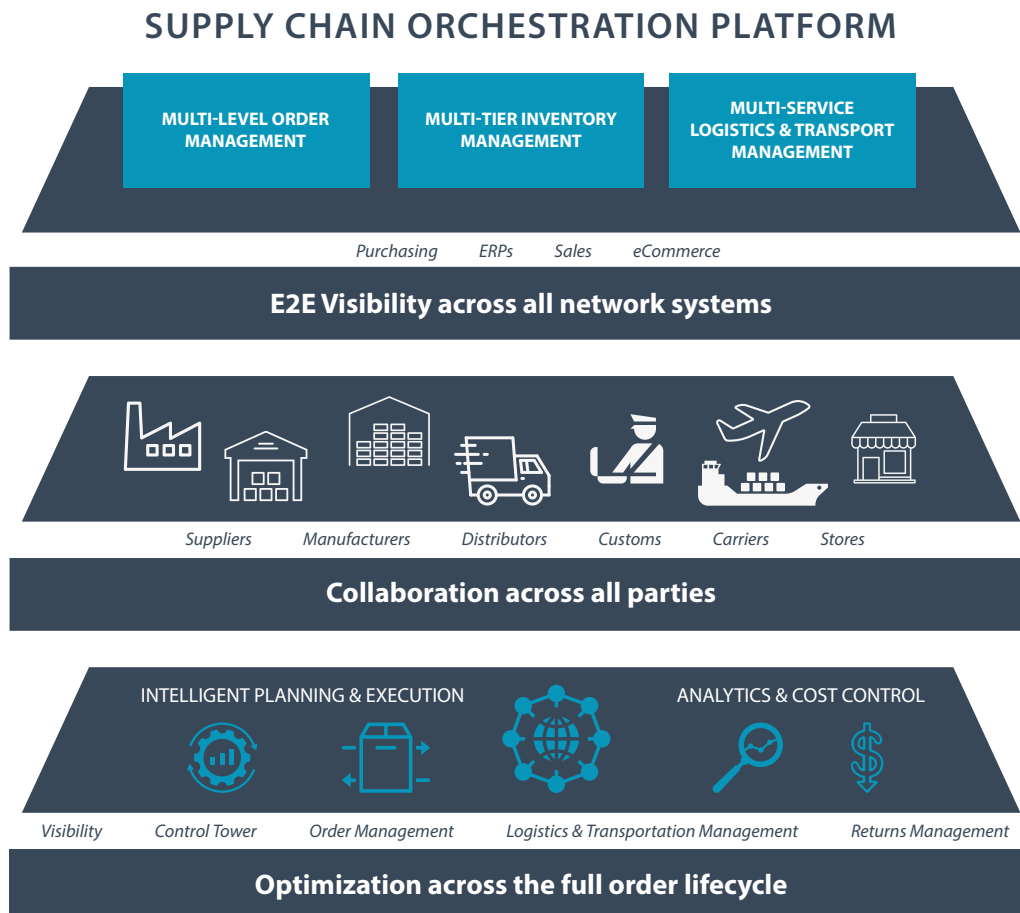 SUPPLY CHAIN ORCHESTRATION PLATFORM
MULTI-LEVEL ORDER
MANAGEMENT
MULTI-TIER INVENTORY
MANAGEMENT
MULTI-SERVICE
LOGISTICS & TRANSPORT
MANAGEMENT
Purchasing ERPs Sales eCommerce
E2E Visibility across all network systems
Suppliers Manufacturers Distributors Customs Carriers Stores
Collaboration across all parties
INTELLIGENT PLANNING & EXECUTION
ANALYTICS & COST CONTROL
Visibility Control Tower Order Management Logistics & Transportation Management Returns Management
Optimization across the full order lifecycle